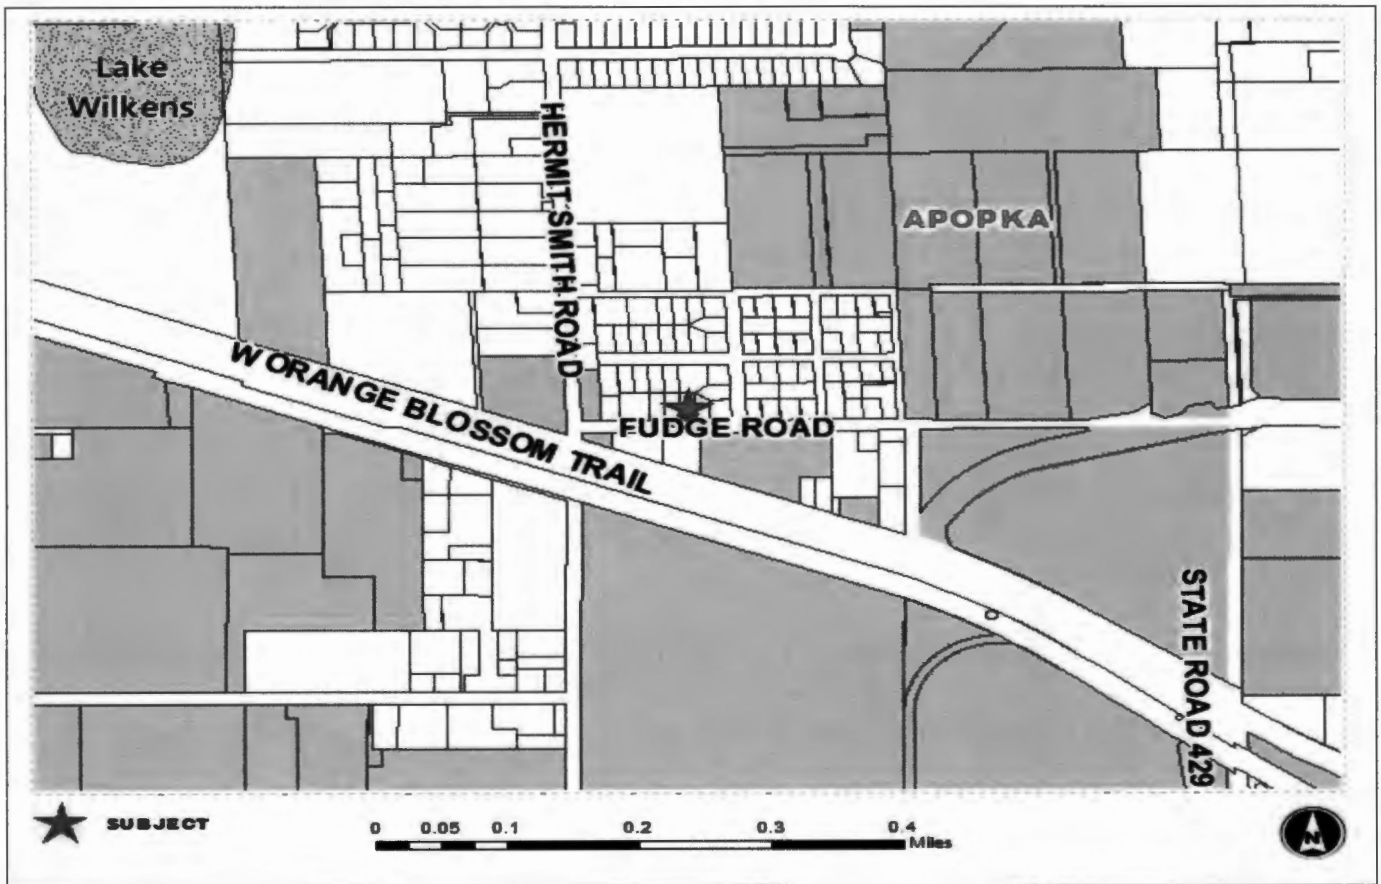 Lake
Wilkens
HERMIT SMITH ROAD
APOPKA
W ORANGE BLOSSOM TRAIL
FUDGE ROAD
STATE ROAD 429
SUBJECT
0 0.05 0.1 0.2 0.3 0.4
Miles
N